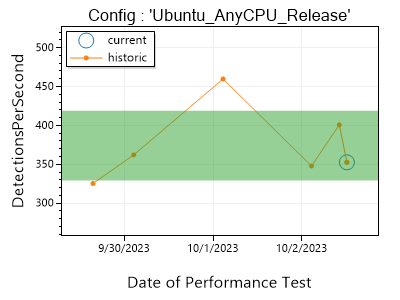 Config : 'Ubuntu_AnyCPU_Release'
current
historic
DetectionsPerSecond
500
450
400
350
300
9/30/2023
10/1/2023
10/2/2023
Date of Performance Test